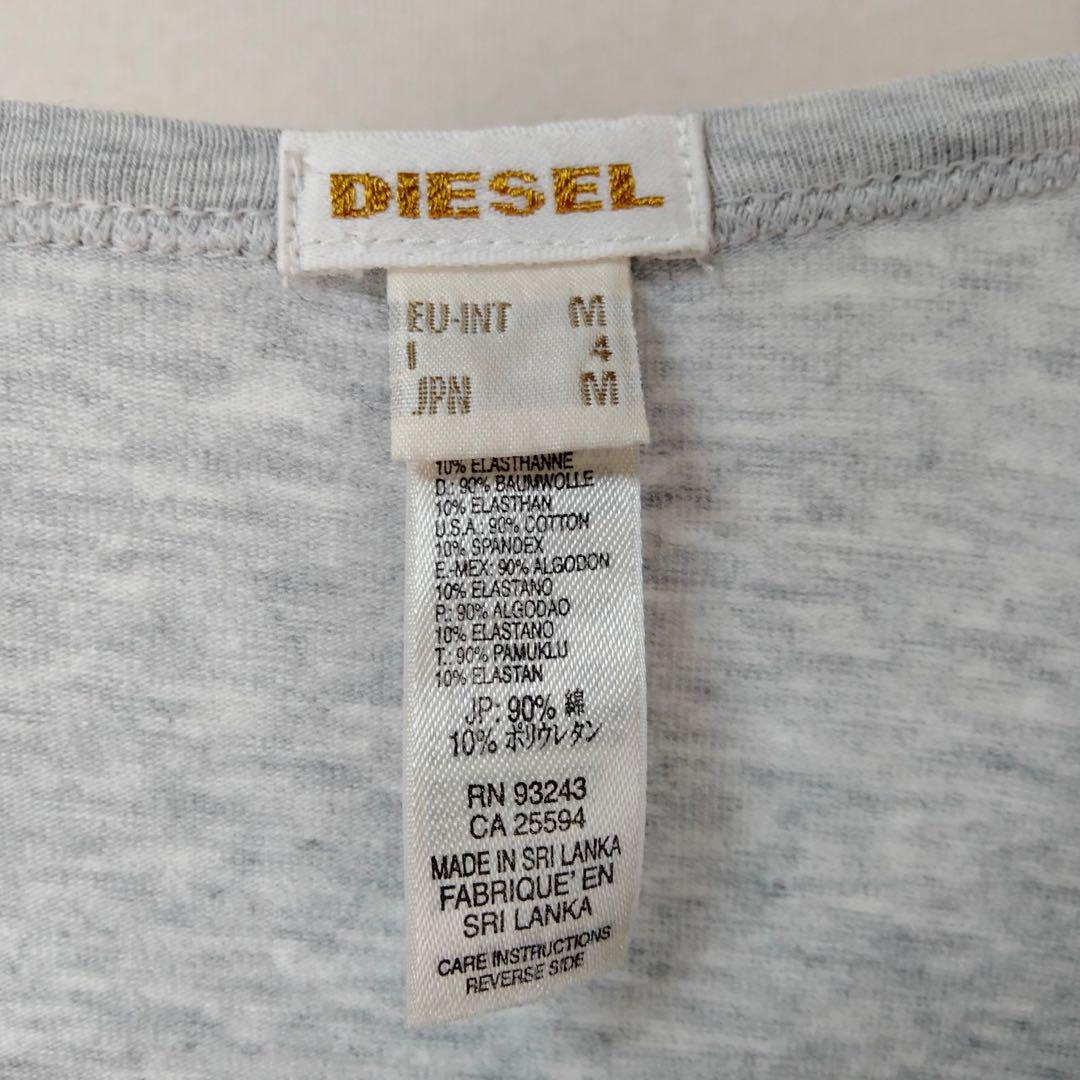 DIESEL
EU-INT M
I 4
JPN M
10% ELASTHANNE
D.: 90% BAUMWOLLE
10% ELASTHAN
U.S.A.: 90% COTTON
10% SPANDEX
E.-MEX: 90% ALGODON
10% ELASTANO
P.: 90% ALGODAO
10% ELASTANO
T.: 90% PAMUKLU
10% ELASTAN
JP: 90% 綿
10% ポリウレタン
RN 93243
CA 25594
MADE IN SRI LANKA
FABRIQUE' EN
SRI LANKA
CARE INSTRUCTIONS
REVERSE SIDE